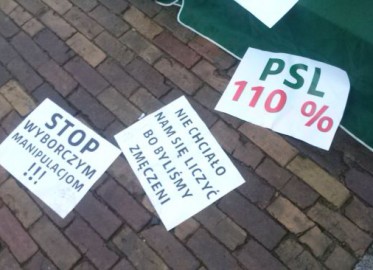 STOP
WYBORCZYM
MANIPULACJOM
!!!
NIE CHCIAŁO
NAM SIĘ LICZYĆ
BO BYLIŚMY
ZMĘCZENI
PSL
110 %